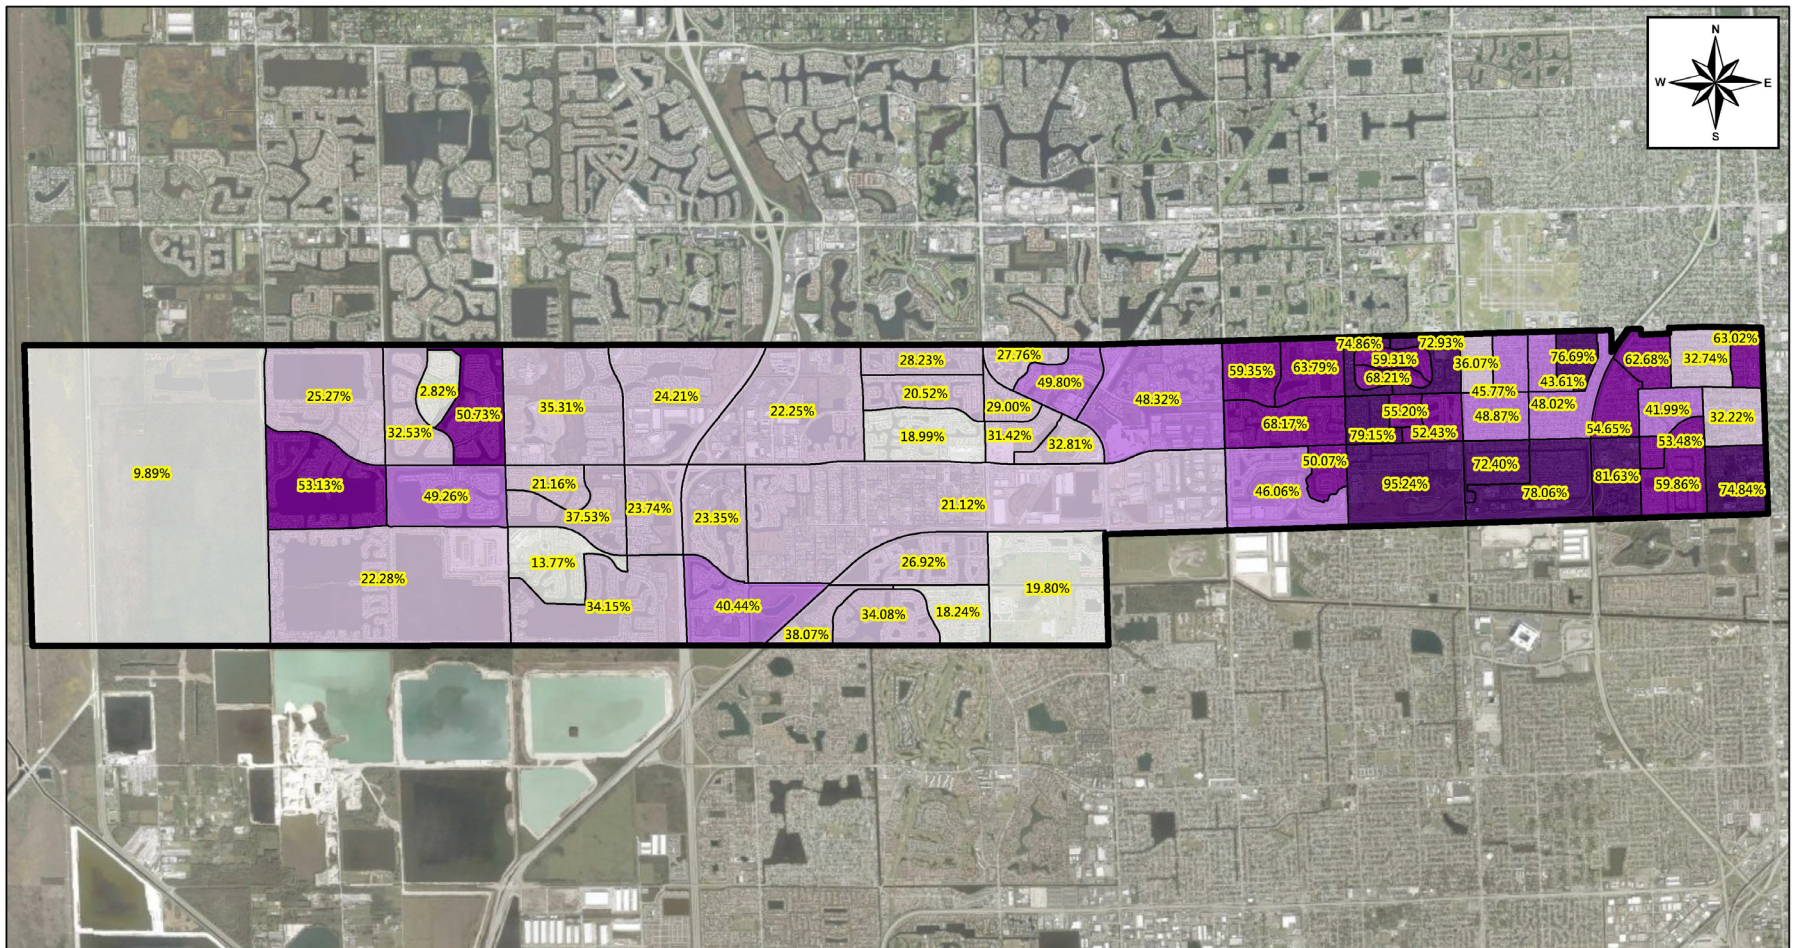 N
W E
S
63.02%
74.86% 72.93%
27.76% 76.69% 62.68% 32.74%
28.23% 59.31% 36.07%
59.35% 63.79%
68.21% 43.61%
49.80%
2.82% 45.77%
25.27% 24.21% 20.52% 48.32%
35.31% 22.25% 29.00% 55.20% 48.02% 41.99%
50.73% 48.87% 32.22%
32.53% 18.99% 31.42% 68.17% 79.15% 52.43% 54.65%
32.81% 53.48%
50.07% 72.40%
9.89% 81.63%
53.13% 21.16% 95.24% 59.86%
49.26% 46.06% 78.06% 74.84%
23.74% 21.12%
37.53% 23.35%
13.77% 26.92%
22.28% 19.80%
34.15% 40.44% 34.08% 18.24%
38.07%